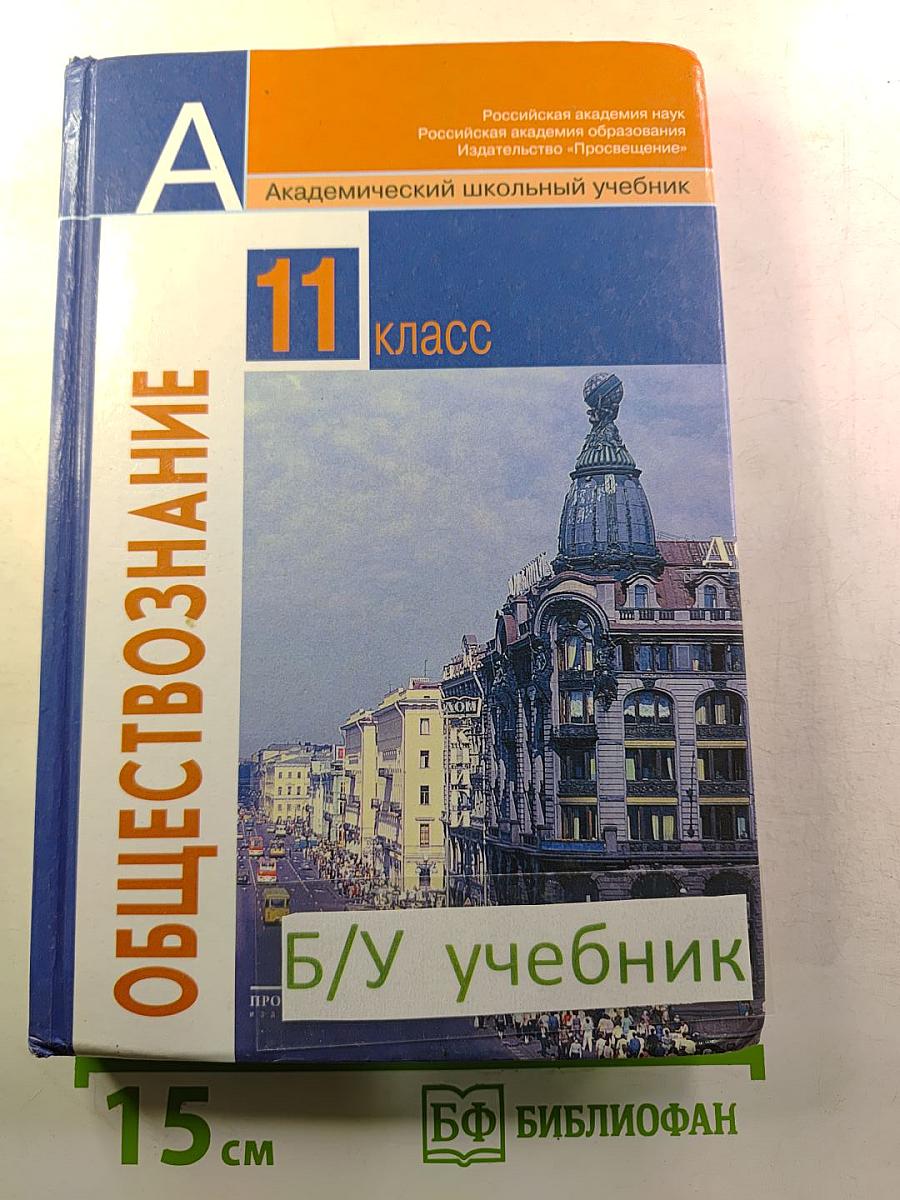 А
Российская академия наук
Российская академия образования
Издательство «Просвещение»
Академический школьный учебник
11 класс
ОБЩЕСТВОЗНАНИЕ
ДОМ
Б/У учебник
ПРО
15 см
БФ БИБЛИОФАН